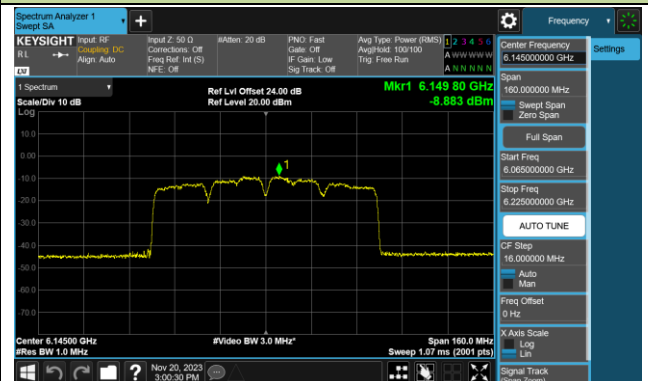 Spectrum Analyzer 1
Swept SA
Frequency
KEYSIGHT
RL
Input: RF
Coupling: DC
Align: Auto
Input Z: 50 Ω
Corrections: Off
Freq Ref: Int (S)
NFE: Off
#Atten: 20 dB
PNO: Fast
Gate: Off
IF Gain: Low
Sig Track: Off
Avg Type: Power (RMS)
Avg|Hold: 100/100
Trig: Free Run
1 2 3 4 5 6
A W W W W W
A N N N N N
LXI
1 Spectrum
Scale/Div 10 dB
Log
Ref Lvl Offset 24.00 dB
Ref Level 20.00 dBm
Mkr1 6.149 80 GHz
-8.883 dBm
10.0
0.00
-10.0
-20.0
-30.0
-40.0
-50.0
-60.0
-70.0
1
Center 6.14500 GHz
#Res BW 1.0 MHz
#Video BW 3.0 MHz*
Span 160.0 MHz
Sweep 1.07 ms (2001 pts)
Nov 20, 2023
3:00:30 PM
Center Frequency
6.145000000 GHz
Settings
Span
160.000000 MHz
Swept Span
Zero Span
Full Span
Start Freq
6.065000000 GHz
Stop Freq
6.225000000 GHz
AUTO TUNE
CF Step
16.000000 MHz
Auto
Man
Freq Offset
0 Hz
X Axis Scale
Log
Lin
Signal Track
(Span Zoom)